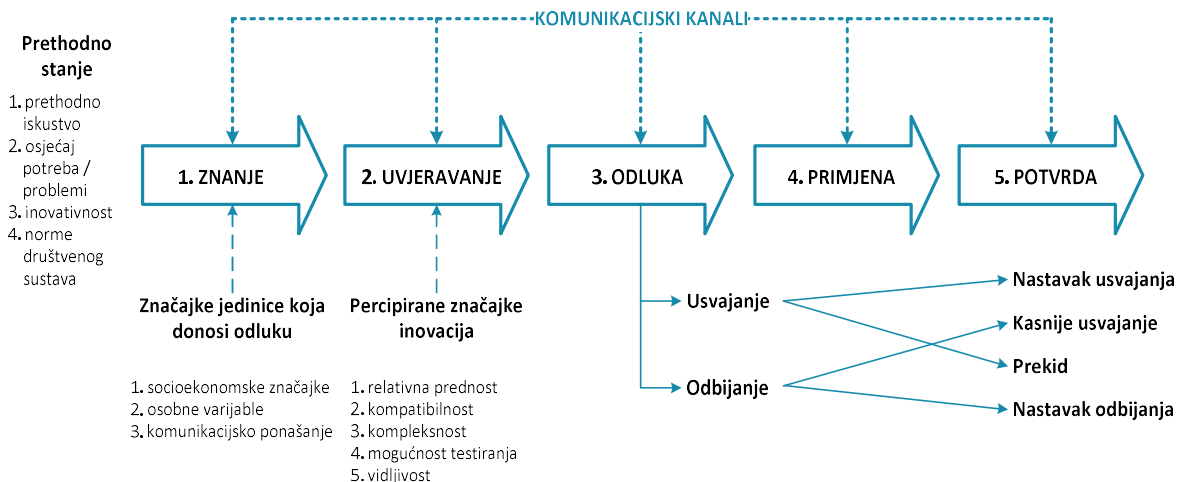 KOMUNIKACIJSKI KANALI
Prethodno
stanje
1. prethodno
iskustvo
2. osjećaj
potreba /
problemi
3. inovativnost
4. norme
društvenog
sustava
1. ZNANJE
2. UVJERAVANJE
3. ODLUKA
4. PRIMJENA
5. POTVRDA
Značajke jedinice koja
donosi odluku
1. socioekonomske značajke
2. osobne varijable
3. komunikacijsko ponašanje
Percipirane značajke
inovacija
1. relativna prednost
2. kompatibilnost
3. kompleksnost
4. mogućnost testiranja
5. vidljivost
Usvajanje
Odbijanje
Nastavak usvajanja
Kasnije usvajanje
Prekid
Nastavak odbijanja